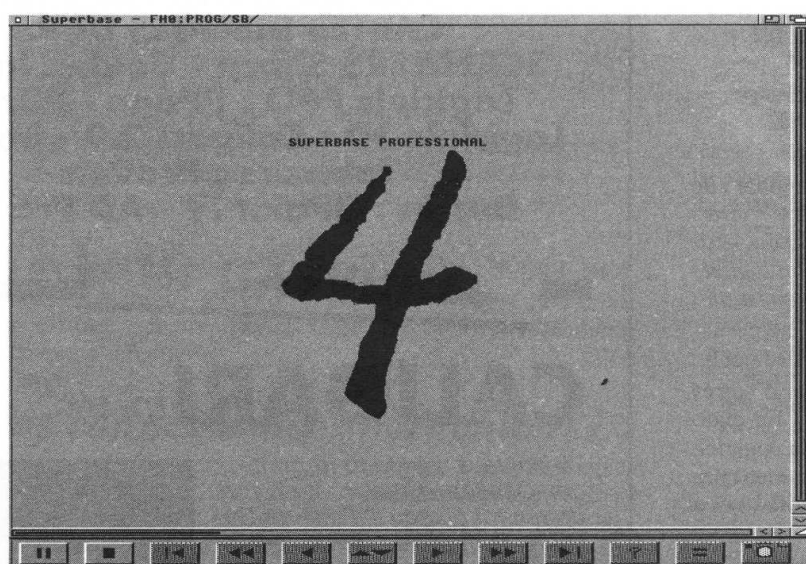 Superbase - FH0:PROG/SB/
SUPERBASE PROFESSIONAL
4
? =